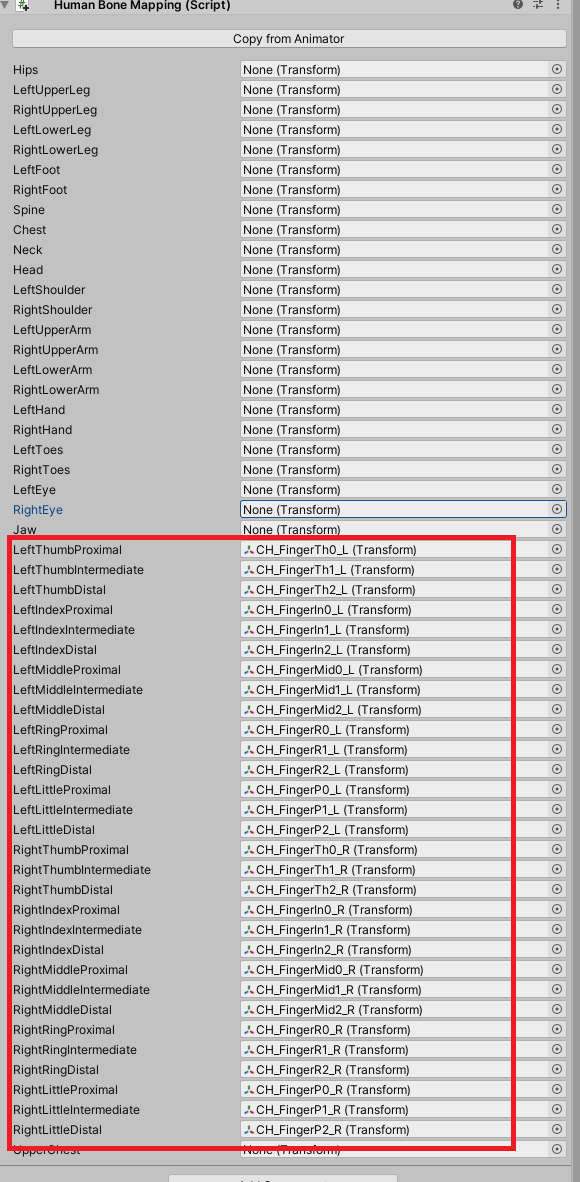 Human Bone Mapping (Script)
Copy from Animator
Hips None (Transform)
LeftUpperLeg None (Transform)
RightUpperLeg None (Transform)
LeftLowerLeg None (Transform)
RightLowerLeg None (Transform)
LeftFoot None (Transform)
RightFoot None (Transform)
Spine None (Transform)
Chest None (Transform)
Neck None (Transform)
Head None (Transform)
LeftShoulder None (Transform)
RightShoulder None (Transform)
LeftUpperArm None (Transform)
RightUpperArm None (Transform)
LeftLowerArm None (Transform)
RightLowerArm None (Transform)
LeftHand None (Transform)
RightHand None (Transform)
LeftToes None (Transform)
RightToes None (Transform)
LeftEye None (Transform)
RightEye None (Transform)
Jaw None (Transform)
LeftThumbProximal CH_FingerTh0_L (Transform)
LeftThumbIntermediate CH_FingerTh1_L (Transform)
LeftThumbDistal CH_FingerTh2_L (Transform)
LeftIndexProximal CH_FingerIn0_L (Transform)
LeftIndexIntermediate CH_FingerIn1_L (Transform)
LeftIndexDistal CH_FingerIn2_L (Transform)
LeftMiddleProximal CH_FingerMid0_L (Transform)
LeftMiddleIntermediate CH_FingerMid1_L (Transform)
LeftMiddleDistal CH_FingerMid2_L (Transform)
LeftRingProximal CH_FingerR0_L (Transform)
LeftRingIntermediate CH_FingerR1_L (Transform)
LeftRingDistal CH_FingerR2_L (Transform)
LeftLittleProximal CH_FingerP0_L (Transform)
LeftLittleIntermediate CH_FingerP1_L (Transform)
LeftLittleDistal CH_FingerP2_L (Transform)
RightThumbProximal CH_FingerTh0_R (Transform)
RightThumbIntermediate CH_FingerTh1_R (Transform)
RightThumbDistal CH_FingerTh2_R (Transform)
RightIndexProximal CH_FingerIn0_R (Transform)
RightIndexIntermediate CH_FingerIn1_R (Transform)
RightIndexDistal CH_FingerIn2_R (Transform)
RightMiddleProximal CH_FingerMid0_R (Transform)
RightMiddleIntermediate CH_FingerMid1_R (Transform)
RightMiddleDistal CH_FingerMid2_R (Transform)
RightRingProximal CH_FingerR0_R (Transform)
RightRingIntermediate CH_FingerR1_R (Transform)
RightRingDistal CH_FingerR2_R (Transform)
RightLittleProximal CH_FingerP0_R (Transform)
RightLittleIntermediate CH_FingerP1_R (Transform)
RightLittleDistal CH_FingerP2_R (Transform)
UpperChest None (Transform)